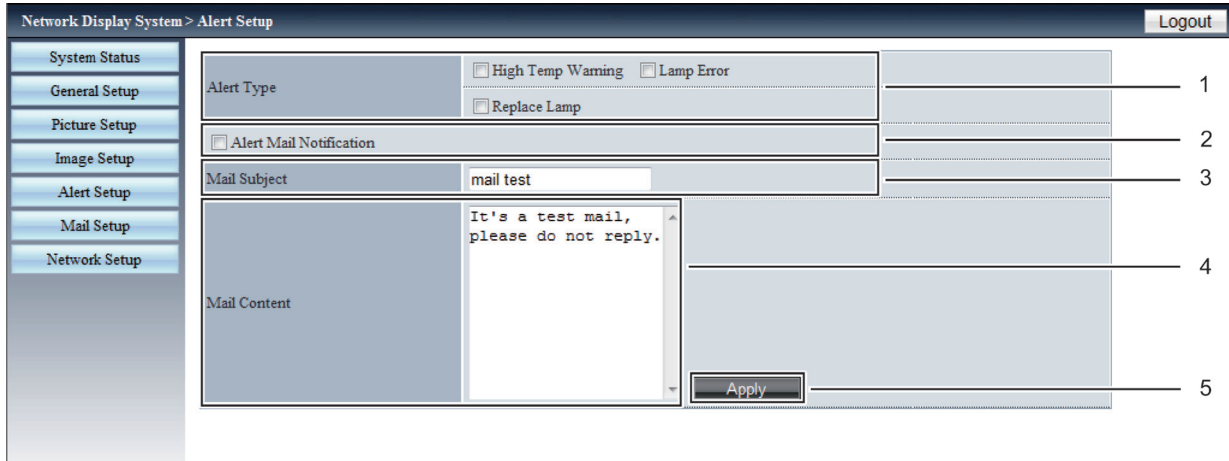 Network Display System > Alert Setup
Logout
System Status
General Setup
Picture Setup
Image Setup
Alert Setup
Mail Setup
Network Setup
Alert Type
High Temp Warning
Lamp Error
Replace Lamp
1
Alert Mail Notification
2
Mail Subject
mail test
3
Mail Content
It's a test mail,
please do not reply.
4
Apply
5